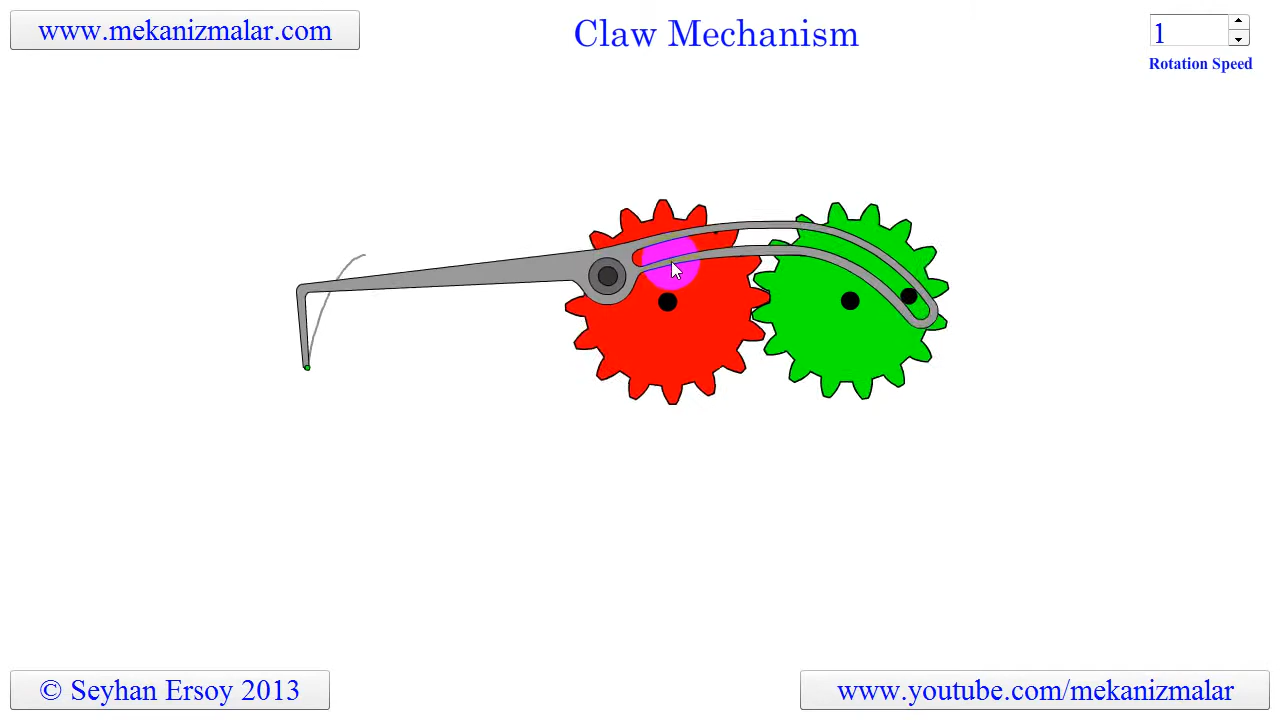 www.mekanizmalar.com
Claw Mechanism
1
Rotation Speed
© Seyhan Ersoy 2013
www.youtube.com/mekanizmalar